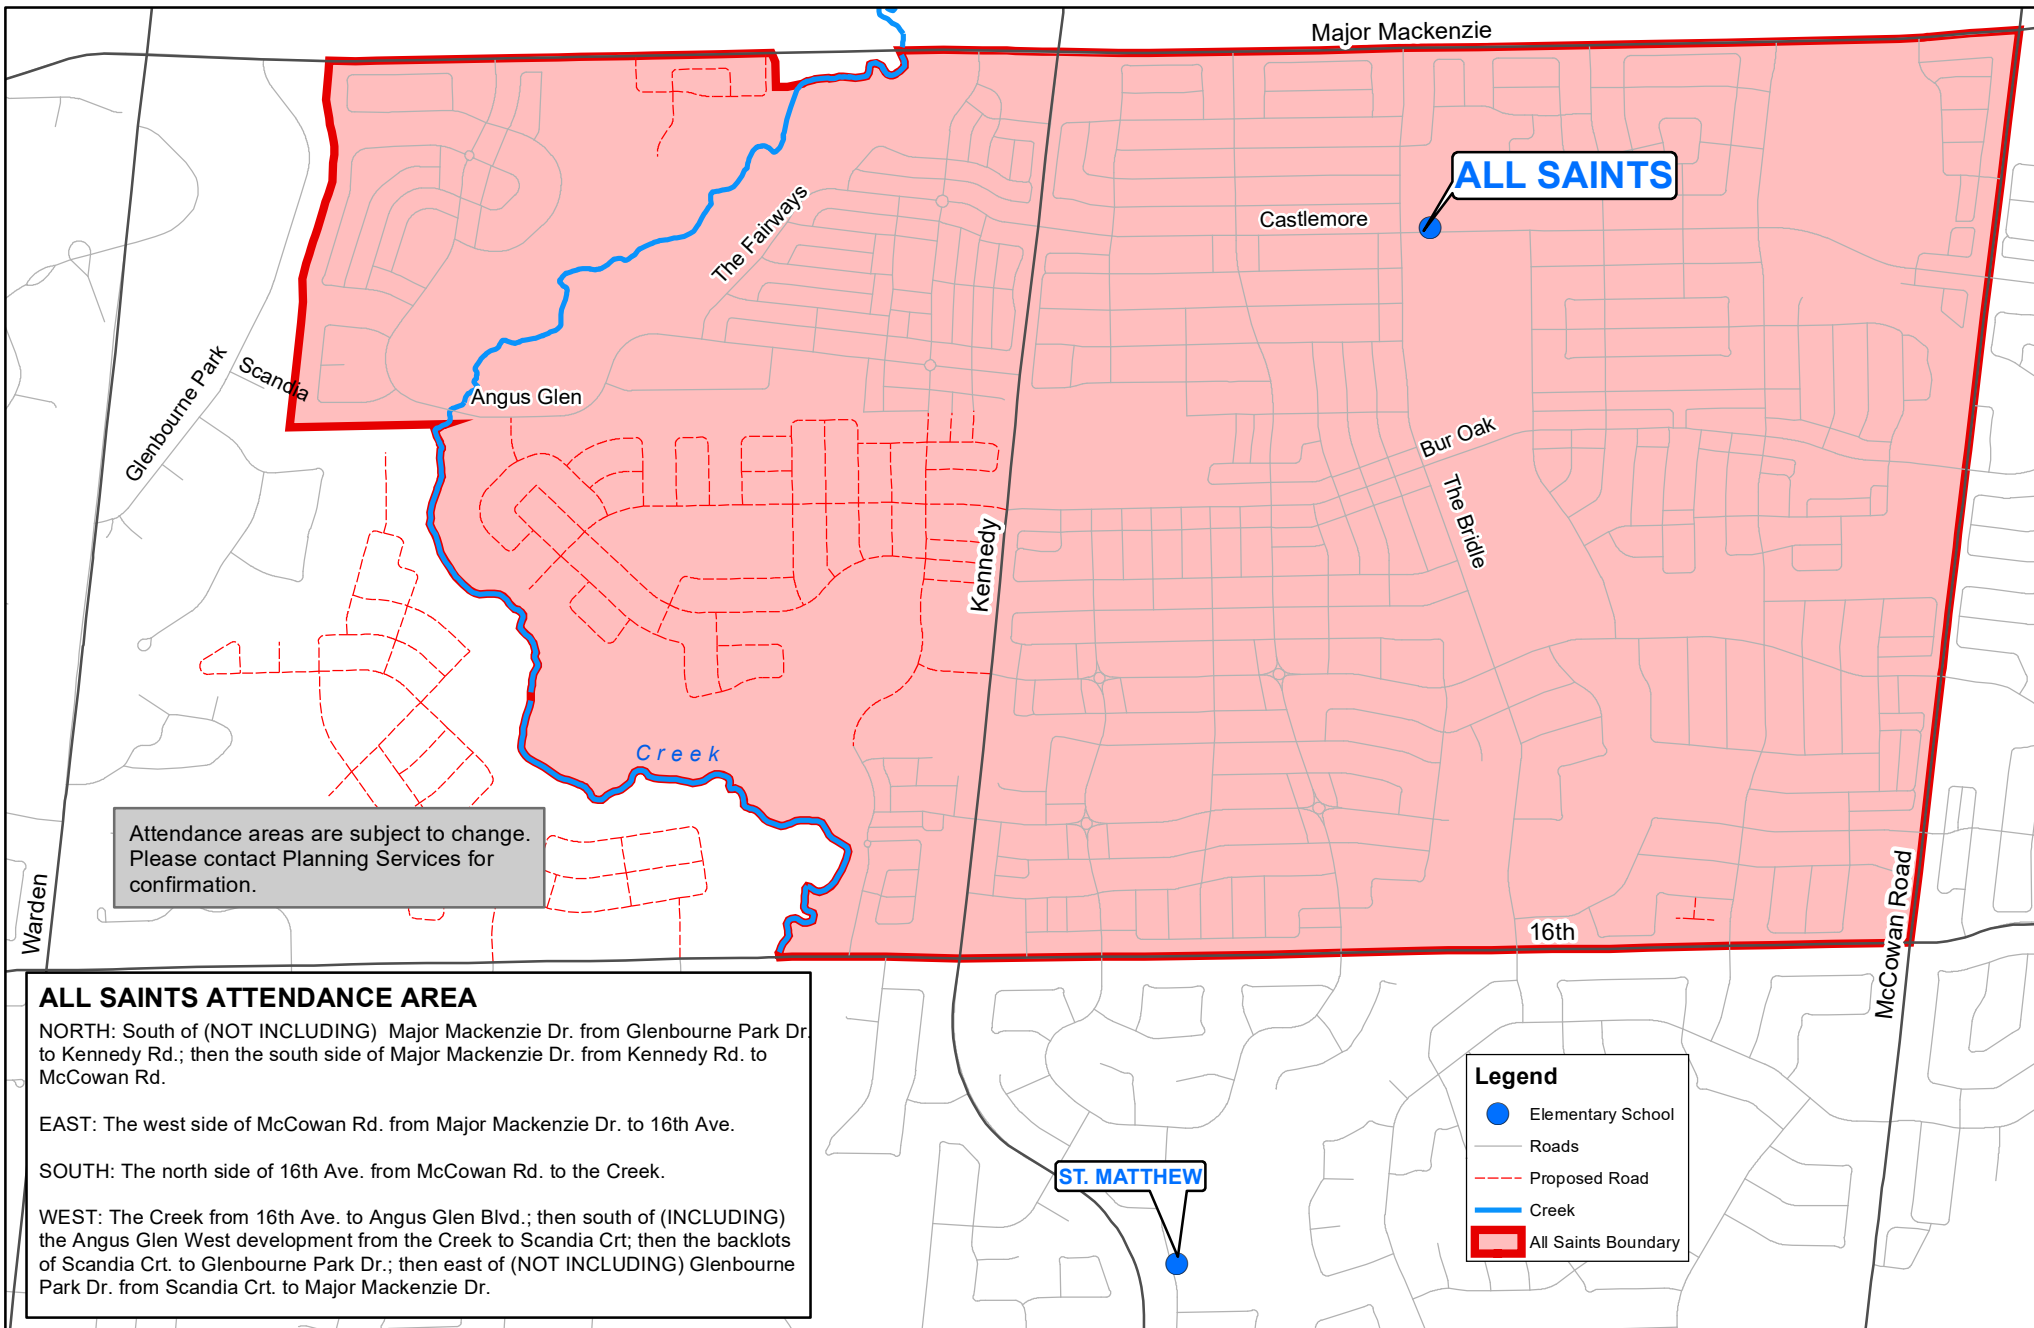 Major Mackenzie
ALL SAINTS
Castlemore
The Fairways
Glenbourne Park
Scandia
Angus Glen
Bur Oak
The Bridle
Kennedy
Creek
Attendance areas are subject to change.
Please contact Planning Services for
confirmation.
Warden
16th
McCowan Road
ALL SAINTS ATTENDANCE AREA
NORTH: South of (NOT INCLUDING)  Major Mackenzie Dr. from Glenbourne Park Dr.
to Kennedy Rd.; then the south side of Major Mackenzie Dr. from Kennedy Rd. to
McCowan Rd.
EAST: The west side of McCowan Rd. from Major Mackenzie Dr. to 16th Ave.
SOUTH: The north side of 16th Ave. from McCowan Rd. to the Creek.
WEST: The Creek from 16th Ave. to Angus Glen Blvd.; then south of (INCLUDING)
the Angus Glen West development from the Creek to Scandia Crt; then the backlots
of Scandia Crt. to Glenbourne Park Dr.; then east of (NOT INCLUDING) Glenbourne
Park Dr. from Scandia Crt. to Major Mackenzie Dr.
ST. MATTHEW
Legend
Elementary School
Roads
Proposed Road
Creek
All Saints Boundary